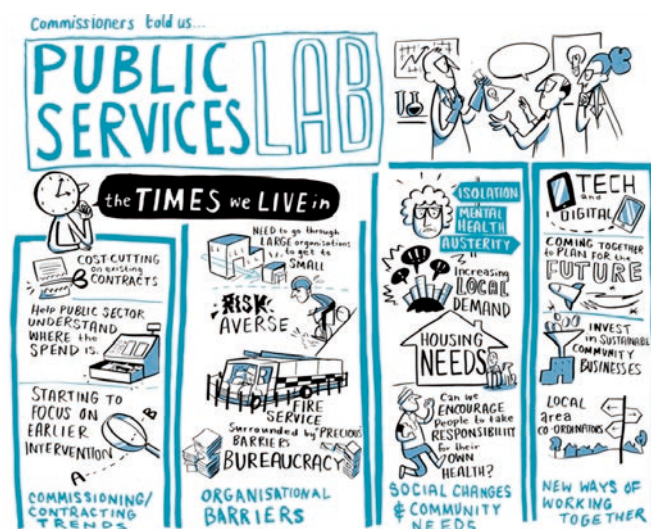 Commissioners told us...
PUBLIC
SERVICES
LAB
the TIMES we LIVE in
COST-CUTTING
on existing
CONTRACTS
Help PUBLIC SECTOR
UNDERSTAND
WHERE the
SPEND is.
STARTING TO
FOCUS ON
EARLIER
INTERVENTION
A
B
COMMISSIONING/
CONTRACTING
TRENDS
NEED to go through
LARGE organisations
to get to
SMALL
RISK
AVERSE
FIRE
SERVICE
Surrounded by PRECIOUS
BARRIERS
BUREAUCRACY
ORGANISATIONAL
BARRIERS
ISOLATION
MENTAL
HEALTH
AUSTERITY
Increasing
LOCAL
DEMAND
HOUSING
NEEDS
Can we
ENCOURAGE
People to take
RESPONSIBILITY
for their
OWN
HEALTH?
SOCIAL CHANGES
& COMMUNITY
NEEDS
TECH
and
DIGITAL
COMING TOGETHER
to PLAN FOR the
FUTURE
INVEST
in SUSTAINABLE
COMMUNITY
BUSINESSES
LOCAL
area
CO-ORDINATORS
NEW WAYS OF
WORKING
TOGETHER